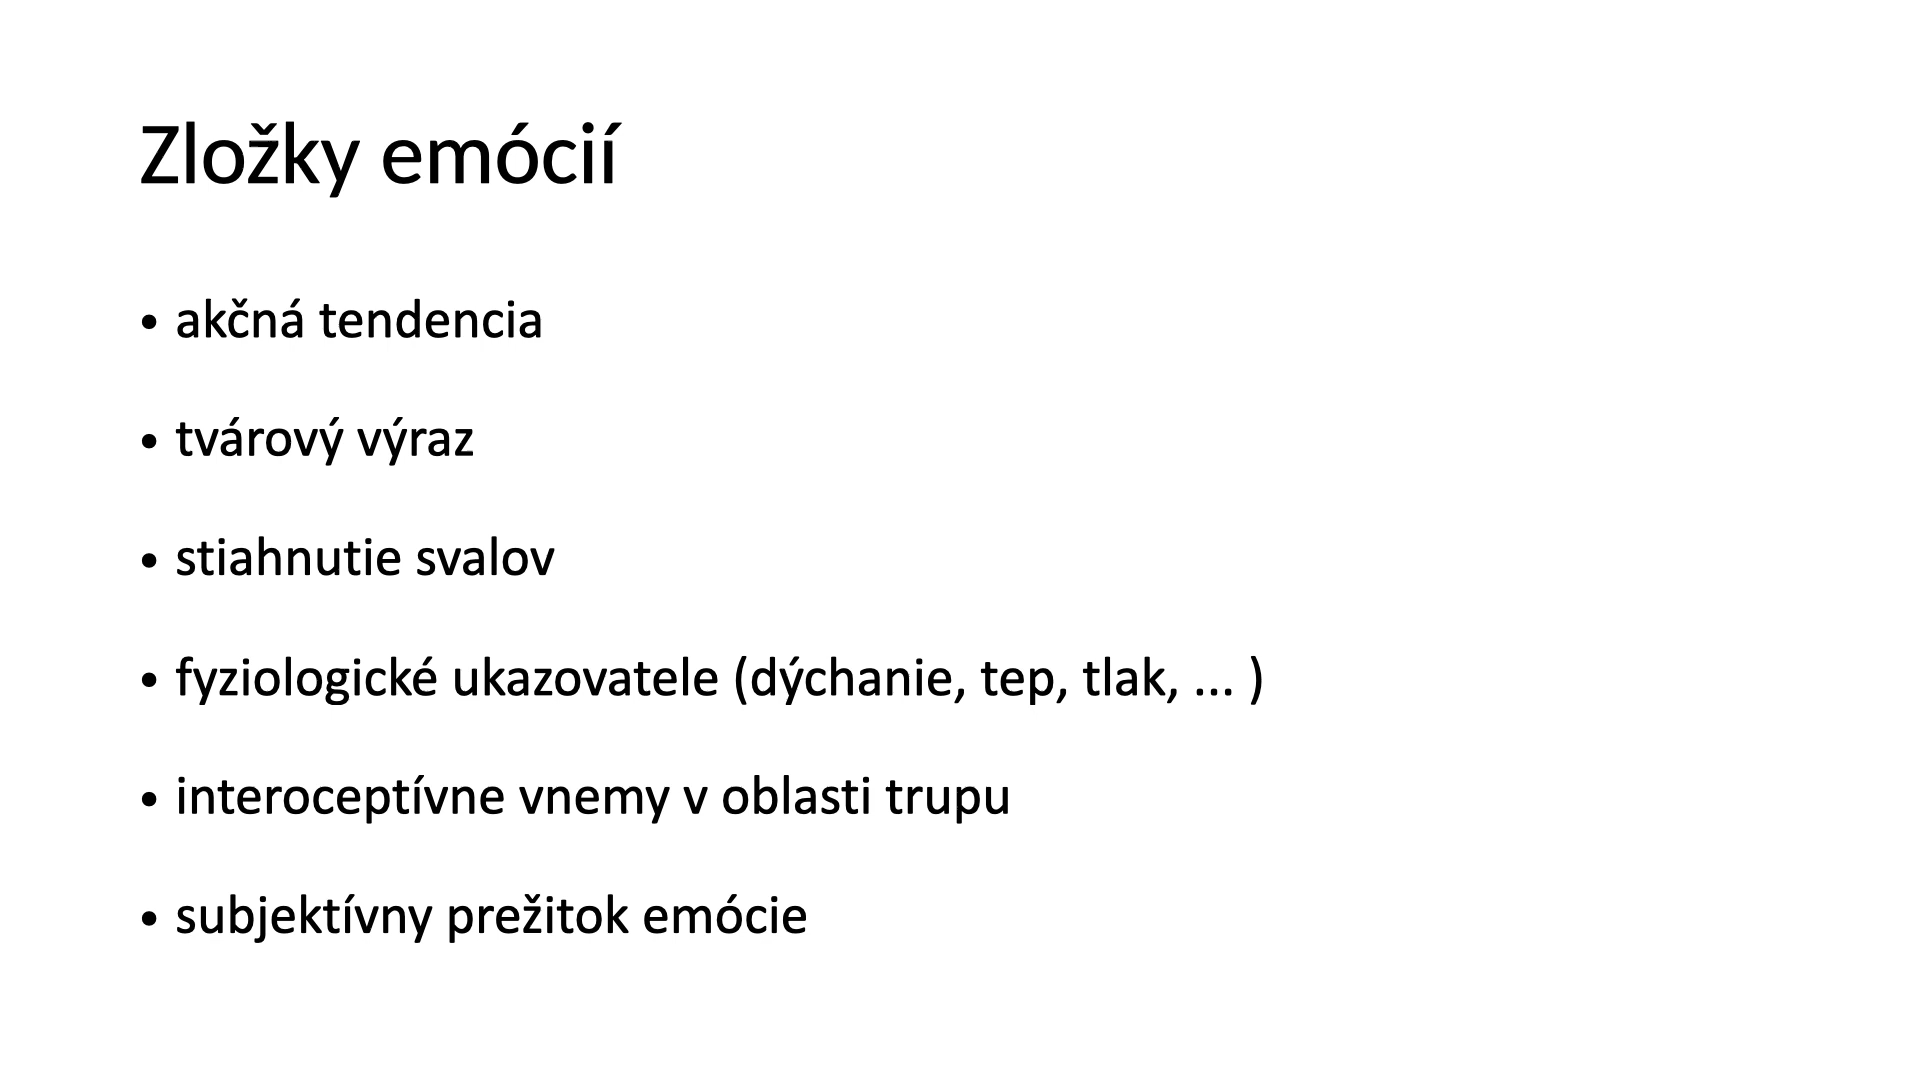 Zložky emócií
• akčná tendencia
• tvárový výraz
• stiahnutie svalov
• fyziologické ukazovatele (dýchanie, tep, tlak, ... )
• interoceptívne vnemy v oblasti trupu
• subjektívny prežitok emócie